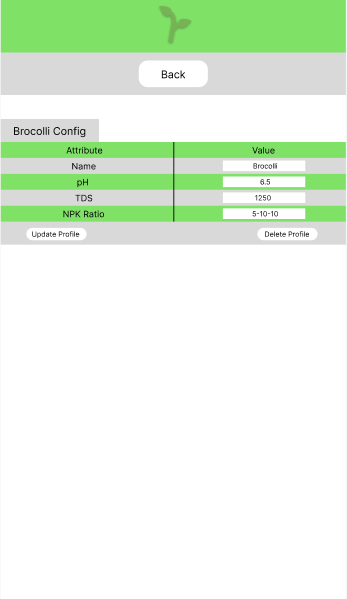 Back
Brocolli Config
Attribute Value
Name Brocolli
pH 6.5
TDS 1250
NPK Ratio 5-10-10
Update Profile Delete Profile